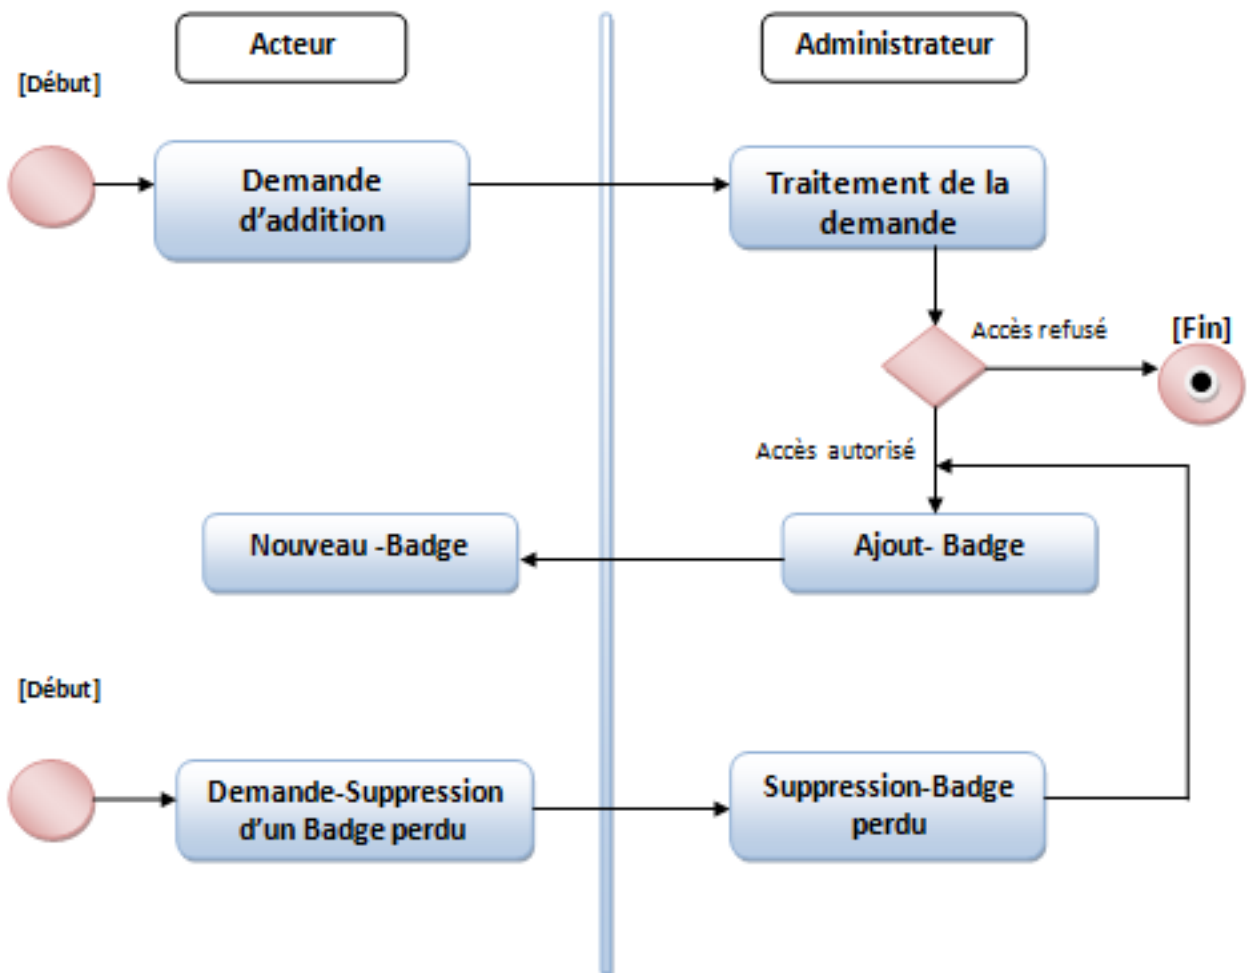 Acteur
Administrateur
[Début]
Demande
d'addition
Traitement de la
demande
Accès refusé
[Fin]
Accès autorisé
Nouveau -Badge
Ajout- Badge
[Début]
Demande-Suppression
d'un Badge perdu
Suppression-Badge
perdu